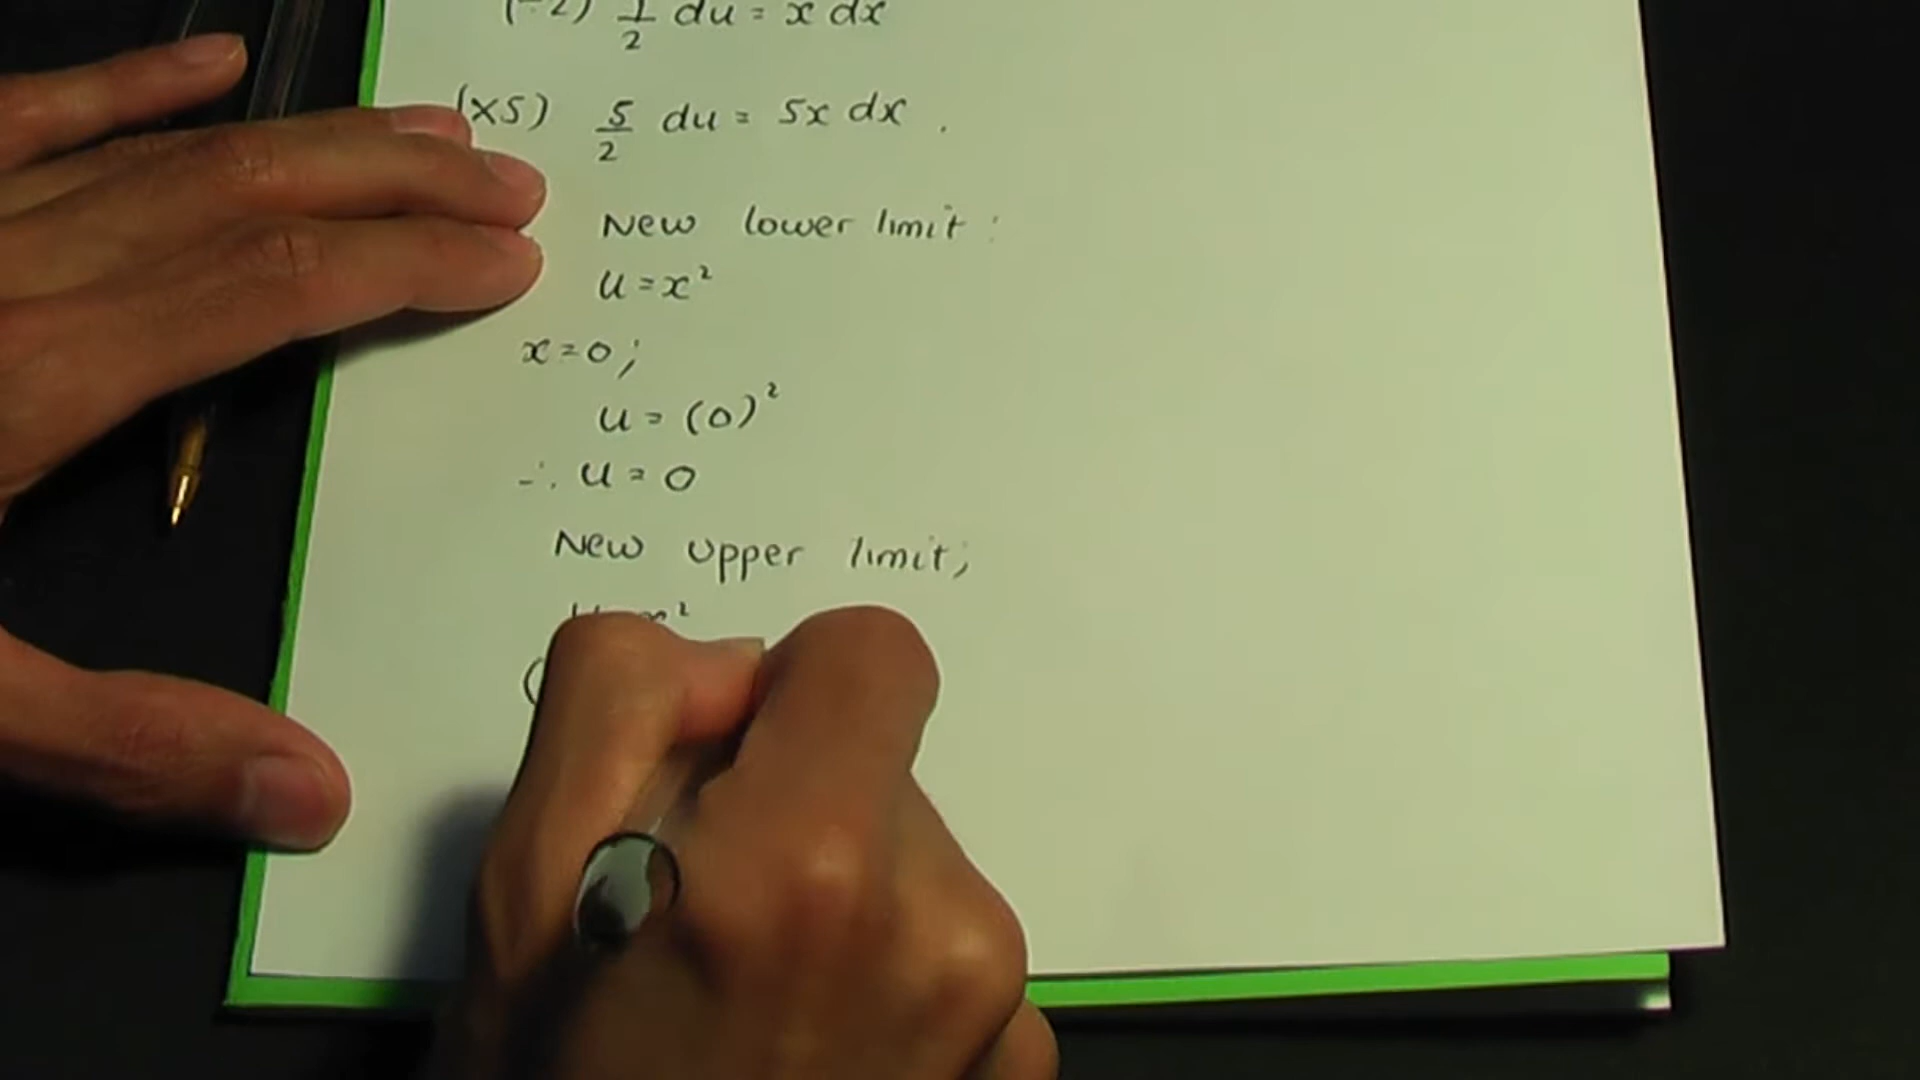 (÷2) 1/2 du = x dx
(×5) 5/2 du = 5x dx .
New lower limit :
u = x²
x = 0 ;
u = (0)²
∴ u = 0
New upper limit ;